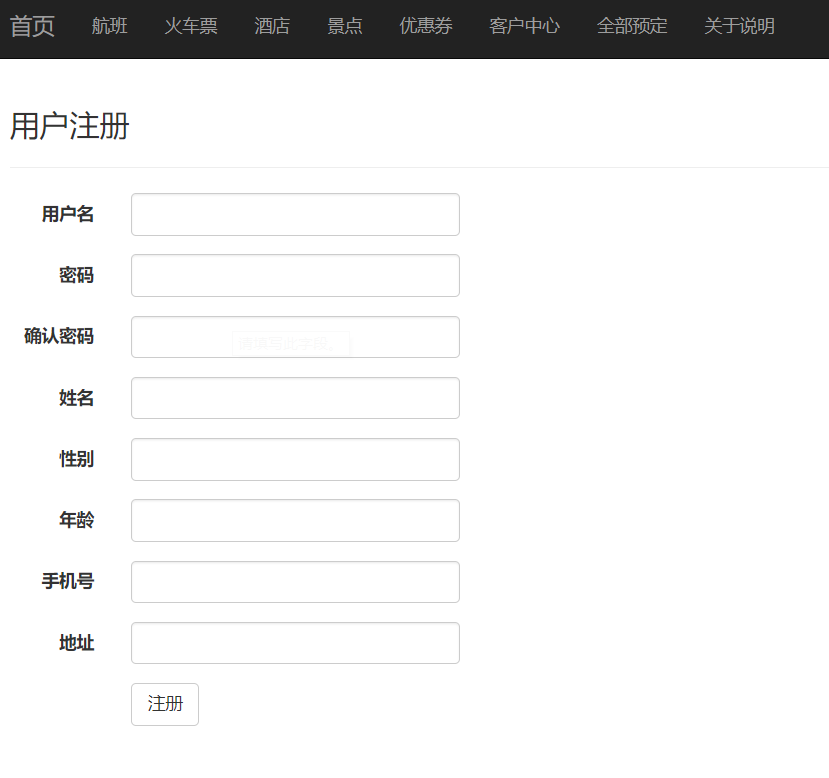 首页 航班 火车票 酒店 景点 优惠券 客户中心 全部预定 关于说明
用户注册
用户名
密码
确认密码
请填写此字段。
姓名
性别
年龄
手机号
地址
注册